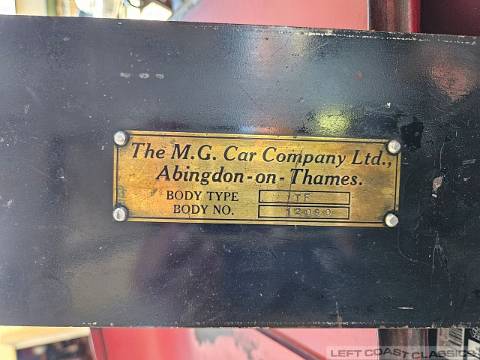 The M.G. Car Company Ltd.,
Abingdon-on-Thames.
BODY TYPE TF
BODY NO.
LEFT COAST CLASSICS